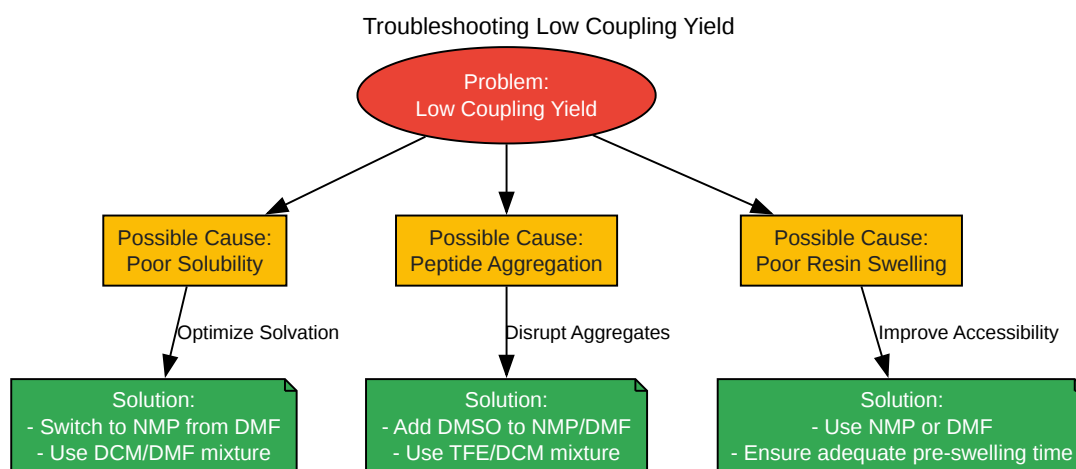 Troubleshooting Low Coupling Yield
Problem:
Low Coupling Yield
Possible Cause:
Poor Solubility
Possible Cause:
Peptide Aggregation
Possible Cause:
Poor Resin Swelling
Optimize Solvation
Disrupt Aggregates
Improve Accessibility
Solution:
- Switch to NMP from DMF
- Use DCM/DMF mixture
Solution:
- Add DMSO to NMP/DMF
- Use TFE/DCM mixture
Solution:
- Use NMP or DMF
- Ensure adequate pre-swelling time